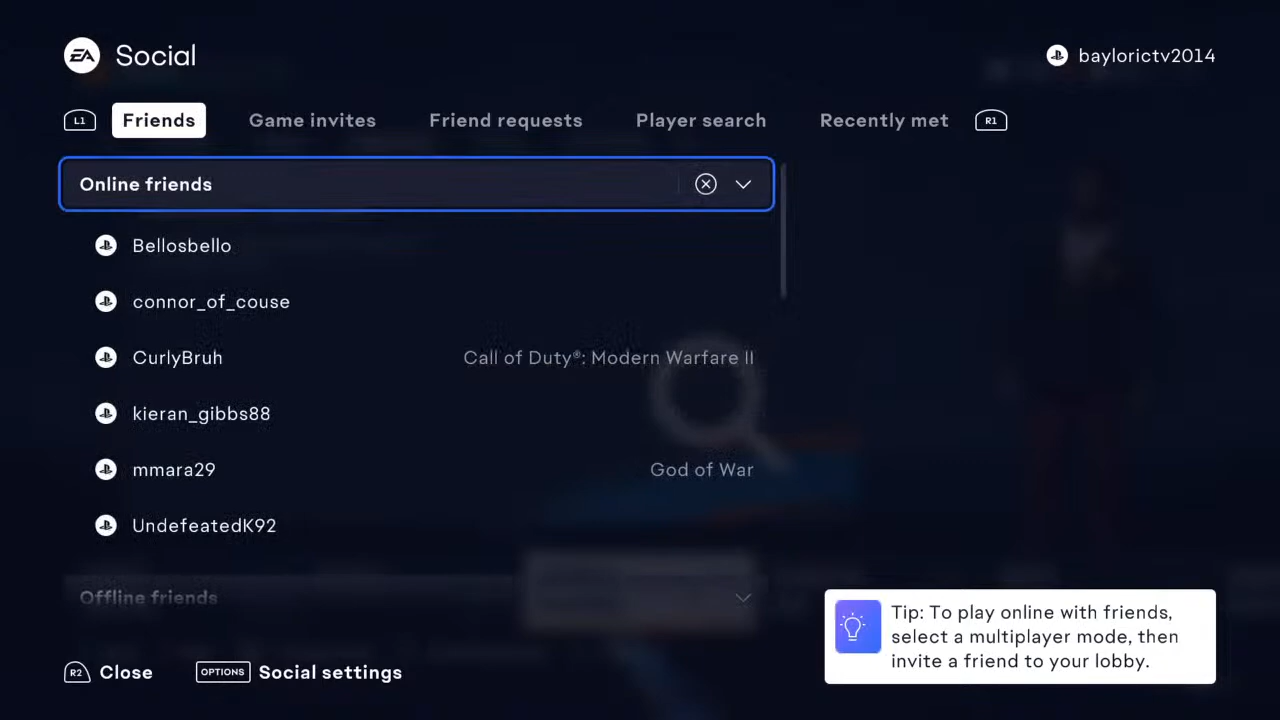 EA Social
baylorictv2014
L1 Friends Game invites Friend requests Player search Recently met R1
Online friends
Bellosbello
connor_of_couse
CurlyBruh Call of Duty®: Modern Warfare II
kieran_gibbs88
mmara29 God of War
UndefeatedK92
Offline friends
Tip: To play online with friends,
select a multiplayer mode, then
invite a friend to your lobby.
R2 Close OPTIONS Social settings